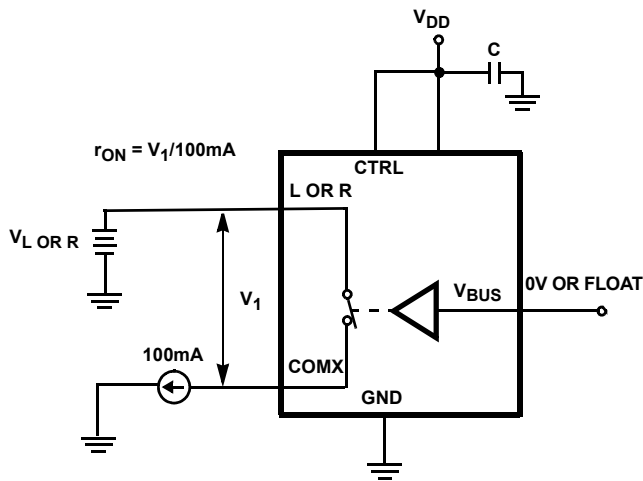 VDD
C
rON = V1/100mA
CTRL
L OR R
VL OR R
V1
VBUS
0V OR FLOAT
100mA
COMX
GND